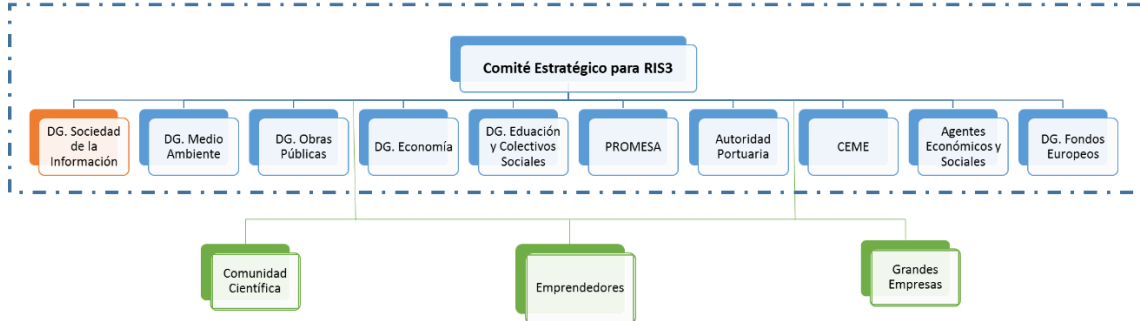 Comité Estratégico para RIS3
DG. Sociedad
de la
Información
DG. Medio
Ambiente
DG. Obras
Públicas
DG. Economía
DG. Eduación
y Colectivos
Sociales
PROMESA
Autoridad
Portuaria
CEME
Agentes
Económicos y
Sociales
DG. Fondos
Europeos
Comunidad
Científica
Emprendedores
Grandes
Empresas